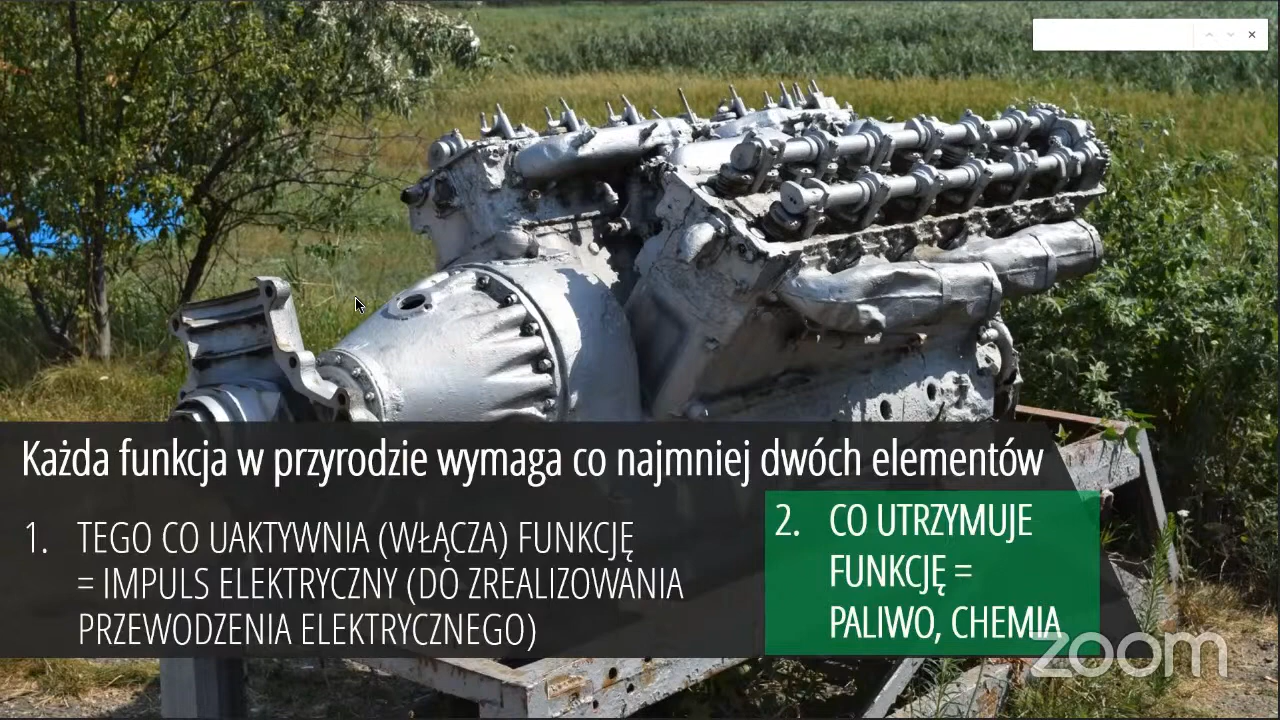 Każda funkcja w przyrodzie wymaga co najmniej dwóch elementów
1. TEGO CO UAKTYWNIA (WŁĄCZA) FUNKCJĘ
= IMPULS ELEKTRYCZNY (DO ZREALIZOWANIA
PRZEWODZENIA ELEKTRYCZNEGO)
2. CO UTRZYMUJE
FUNKCJĘ =
PALIWO, CHEMIA
zoom